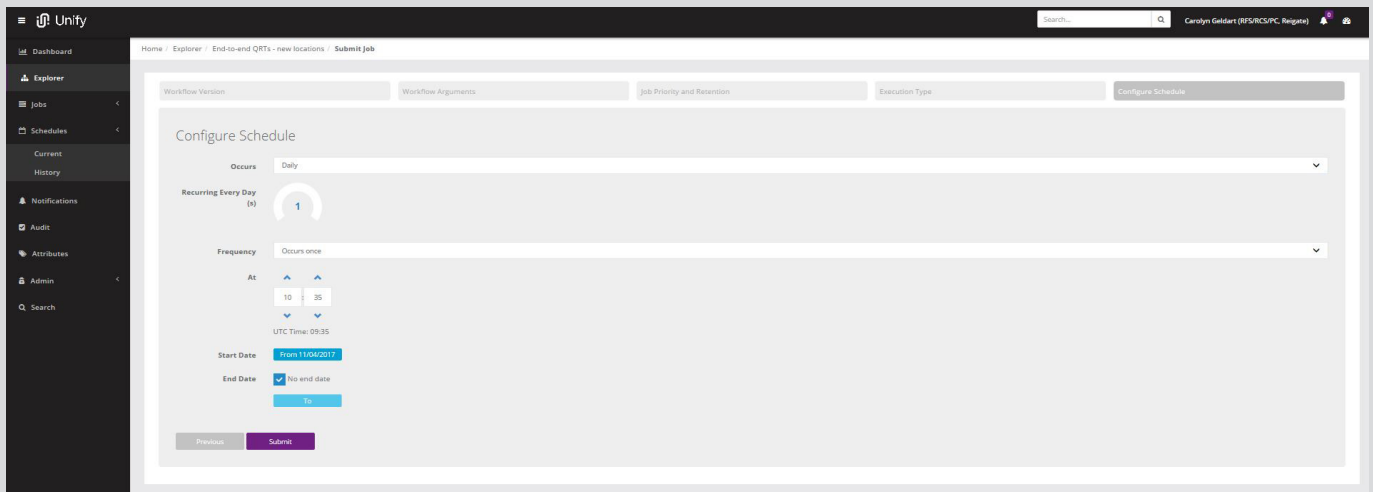 Unify
Search...
Carolyn Geldart (RFS/RCS/PC, Reigate)
0
Dashboard
Explorer
Jobs
Schedules
Current
History
Notifications
Audit
Attributes
Admin
Search
Home / Explorer / End-to-end QRTs - new locations / Submit Job
Workflow Version
Workflow Arguments
Job Priority and Retention
Execution Type
Configure Schedule
Configure Schedule
Occurs
Daily
Recurring Every Day
(s)
1
Frequency
Occurs once
At
10 : 35
UTC Time: 09:35
Start Date
From 11/04/2017
End Date
No end date
To
Previous
Submit